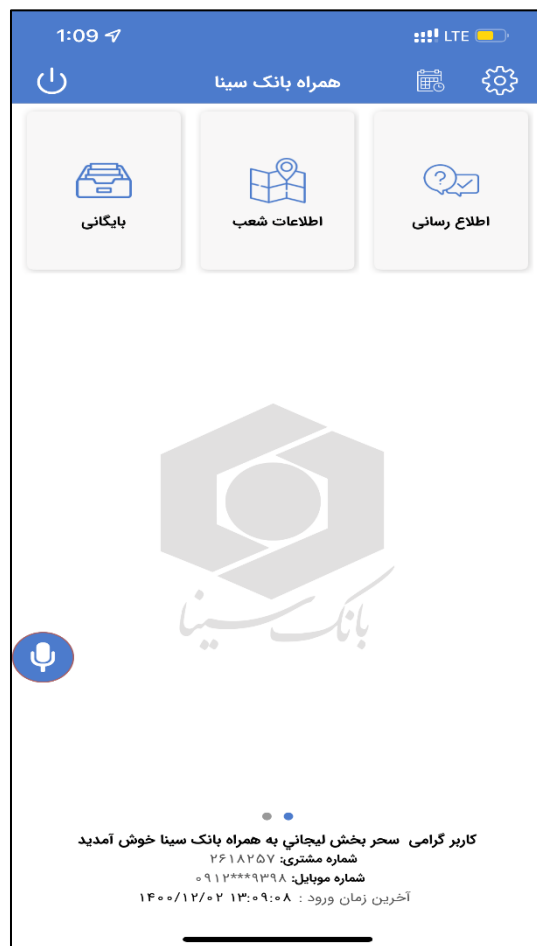 1:09 LTE
همراه بانک سینا
اطلاع رسانی
اطلاعات شعب
بایگانی
بانک سینا
کاربر گرامی سحر بخش ليجاني به همراه بانک سینا خوش آمدید
شماره مشتری: ۲۶۱۸۲۵۷
شماره موبایل: ۰۹۱۲***۹۳۹۸
آخرین زمان ورود : ۱۴۰۰/۱۲/۰۲ ۱۳:۰۹:۰۸